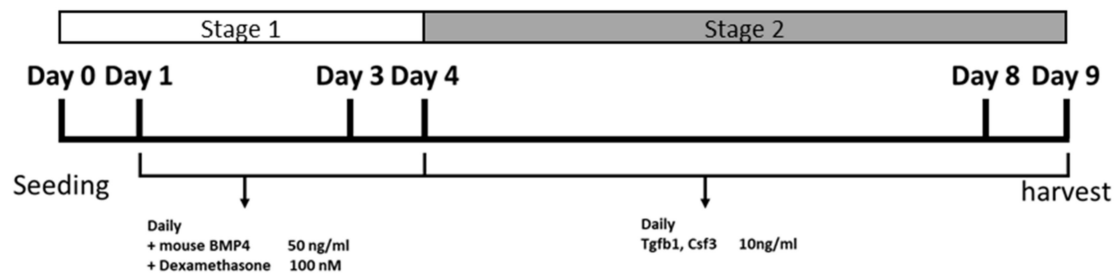 Stage 1 Stage 2
Day 0 Day 1 Day 3 Day 4 Day 8 Day 9
Seeding harvest
Daily
+ mouse BMP4 50 ng/ml
+ Dexamethasone 100 nM
Daily
Tgfb1, Csf3 10ng/ml